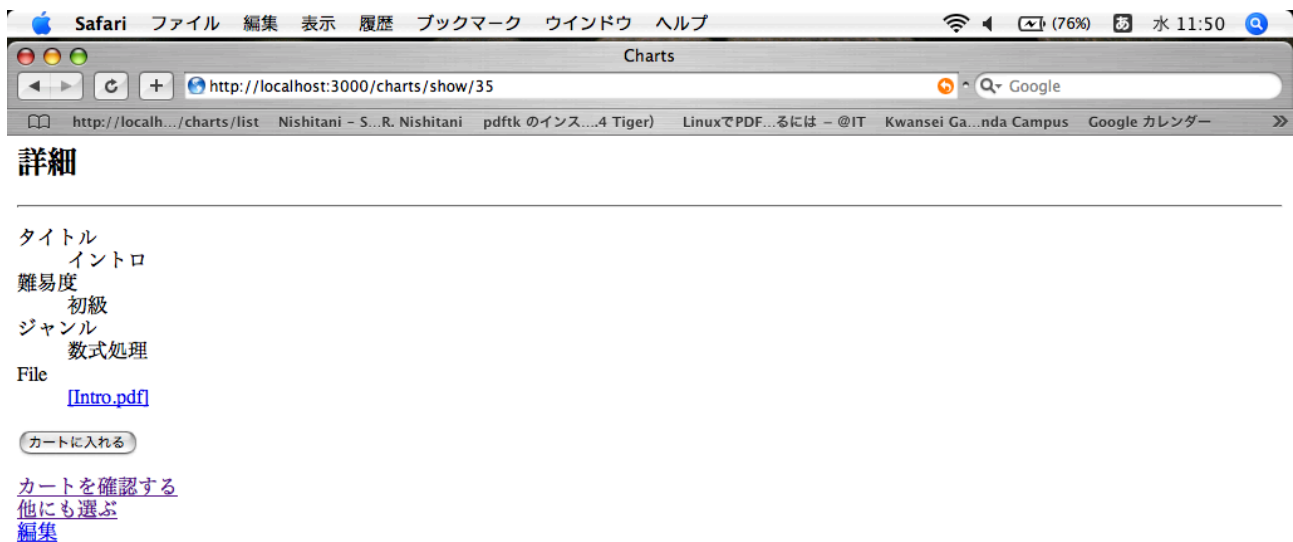 Safari ファイル 編集 表示 履歴 ブックマーク ウインドウ ヘルプ (76%) あ 水 11:50
Charts
http://localhost:3000/charts/show/35 Google
http://localh.../charts/list Nishitani – S...R. Nishitani pdftk のインス....4 Tiger) LinuxでPDF...るには – @IT Kwansei Ga...nda Campus Google カレンダー
詳細
タイトル
イントロ
難易度
初級
ジャンル
数式処理
File
[Intro.pdf]
カートに入れる
カートを確認する
他にも選ぶ
編集